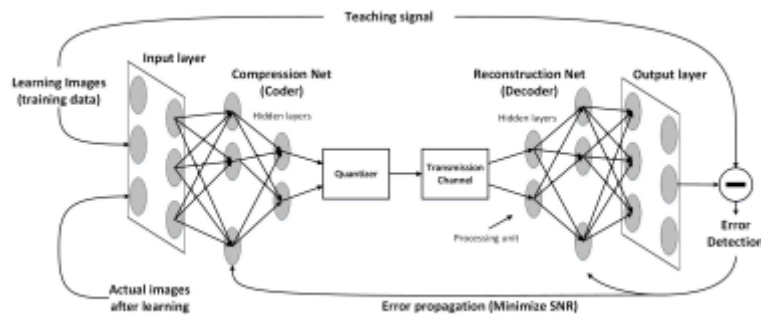 Teaching signal
Input layer
Learning Images
(training data)
Compression Net
(Coder)
Hidden layers
Reconstruction Net
(Decoder)
Hidden layers
Output layer
Quantizer
Transmission
Channel
Processing unit
Error
Detection
Actual images
after learning
Error propagation (Minimize SNR)